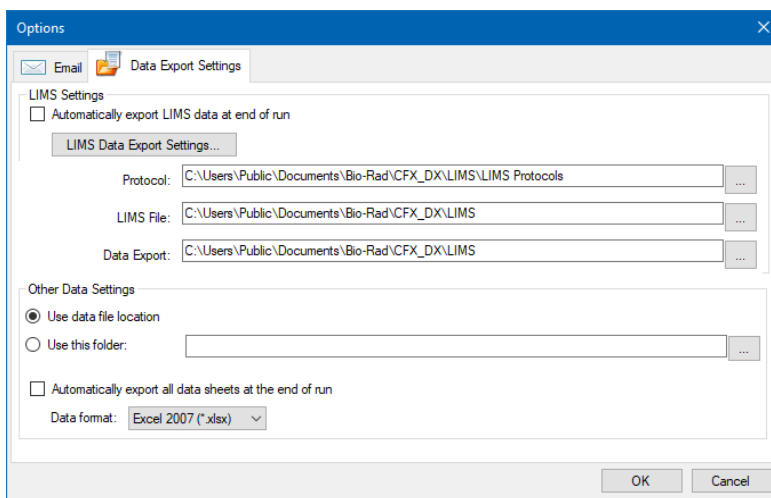 Options
Email Data Export Settings
LIMS Settings
Automatically export LIMS data at end of run
LIMS Data Export Settings...
Protocol: C:\Users\Public\Documents\Bio-Rad\CFX_DX\LIMS\LIMS Protocols ...
LIMS File: C:\Users\Public\Documents\Bio-Rad\CFX_DX\LIMS ...
Data Export: C:\Users\Public\Documents\Bio-Rad\CFX_DX\LIMS ...
Other Data Settings
Use data file location
Use this folder: ...
Automatically export all data sheets at the end of run
Data format: Excel 2007 (*.xlsx)
OK Cancel